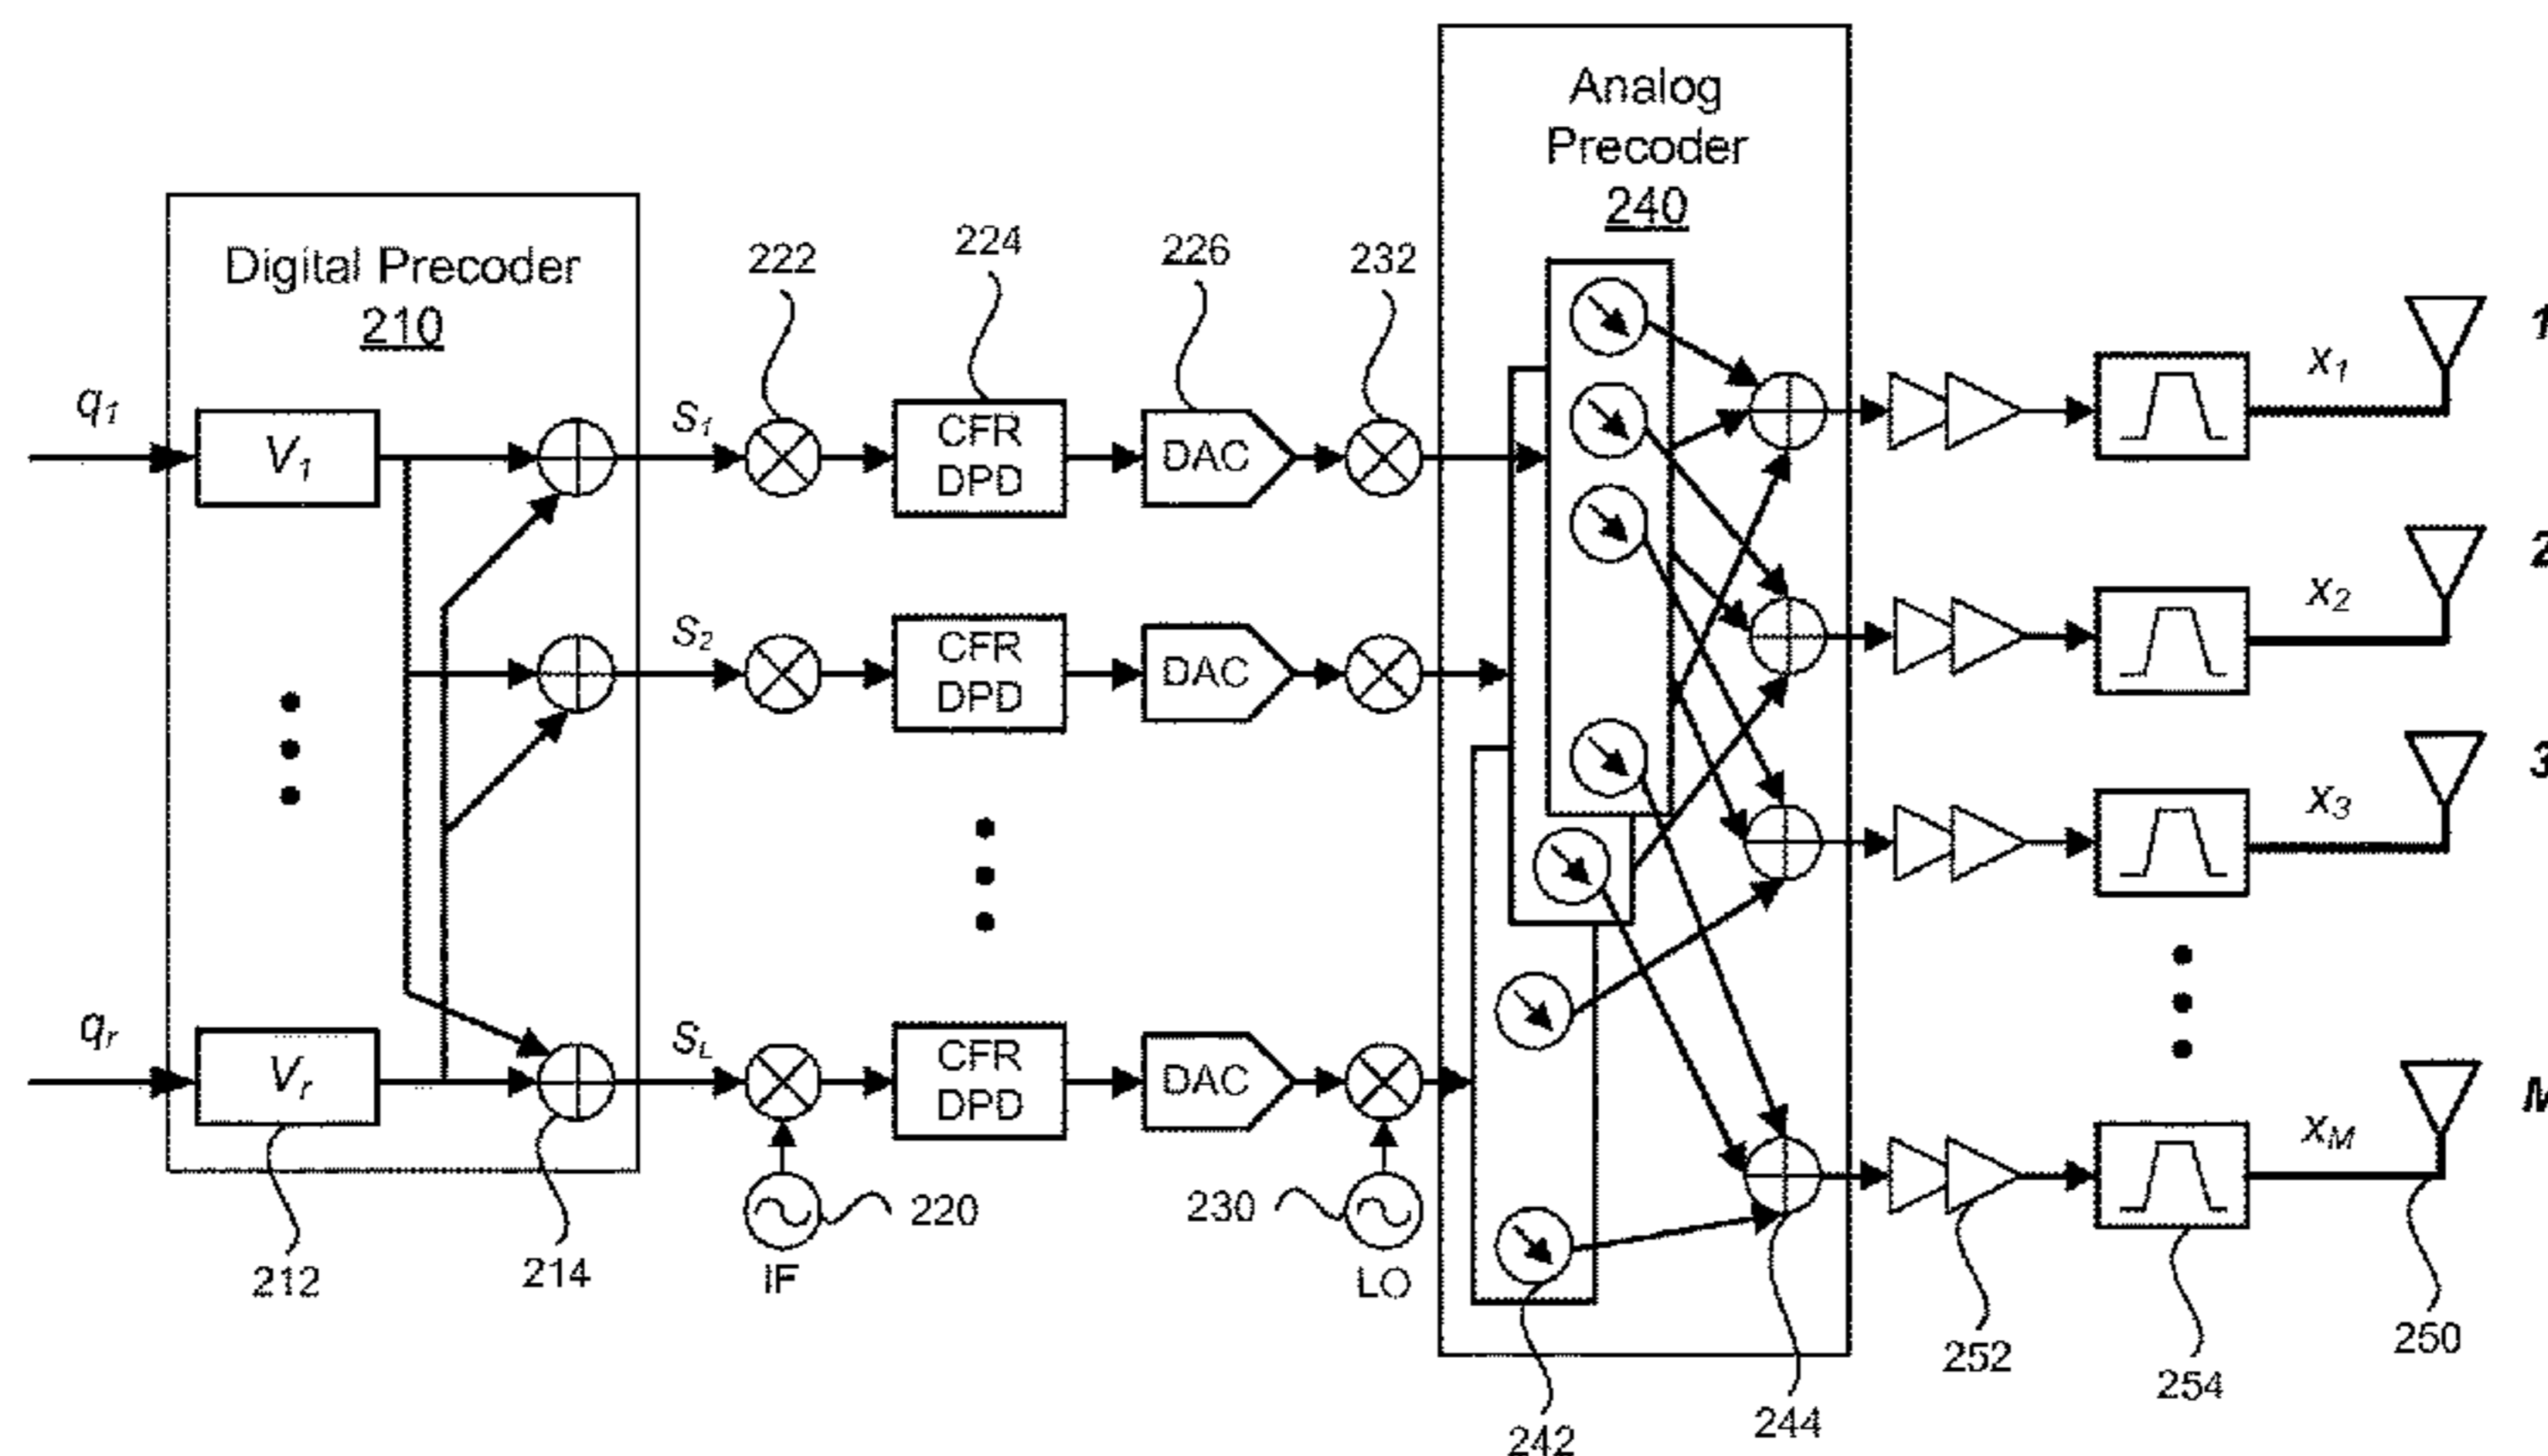 Analog
Precoder
240
Digital Precoder
210
222
224
226
232
q1
V1
S1
CFR
DPD
DAC
x1
1
S2
CFR
DPD
DAC
x2
2
x3
3
qr
Vr
SL
CFR
DPD
DAC
xM
M
212
214
220
IF
230
LO
242
244
252
254
250